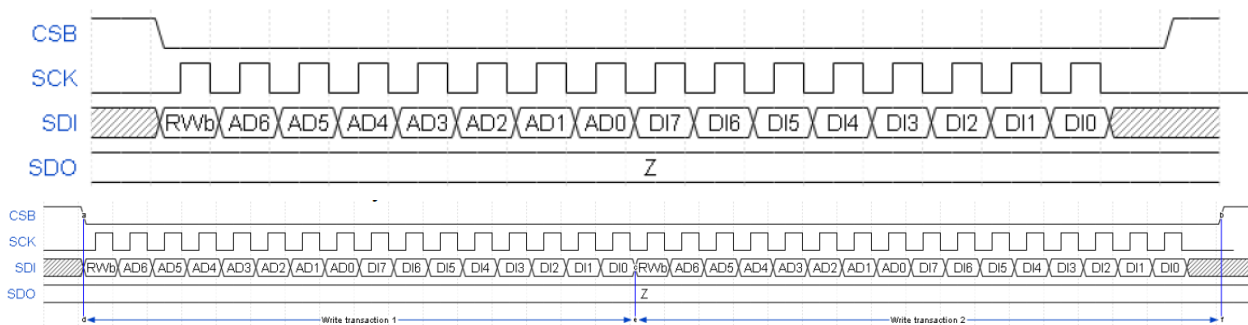 CSB
SCK
SDI RWb AD6 AD5 AD4 AD3 AD2 AD1 AD0 DI7 DI6 DI5 DI4 DI3 DI2 DI1 DI0
SDO Z
CSB a b
SCK
SDI RWb AD6 AD5 AD4 AD3 AD2 AD1 AD0 DI7 DI6 DI5 DI4 DI3 DI2 DI1 DI0 RWb AD6 AD5 AD4 AD3 AD2 AD1 AD0 DI7 DI6 DI5 DI4 DI3 DI2 DI1 DI0
SDO Z
d Write transaction 1 e Write transaction 2 f